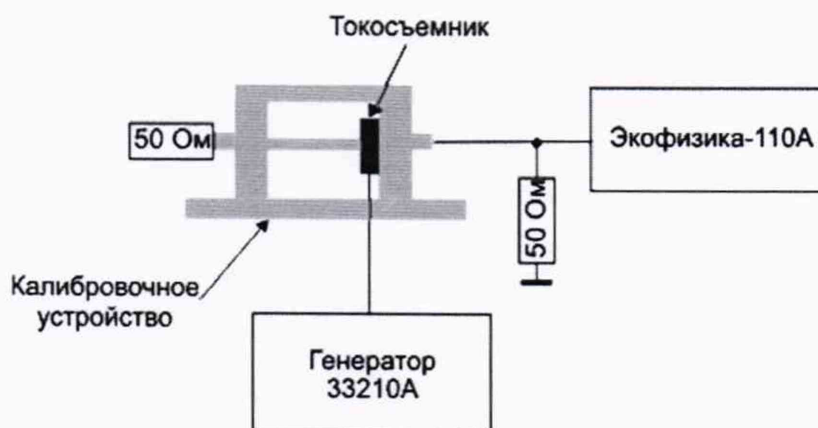 Токосъемник
50 Ом
Экофизика-110А
50 Ом
Калибровочное
устройство
Генератор
33210А